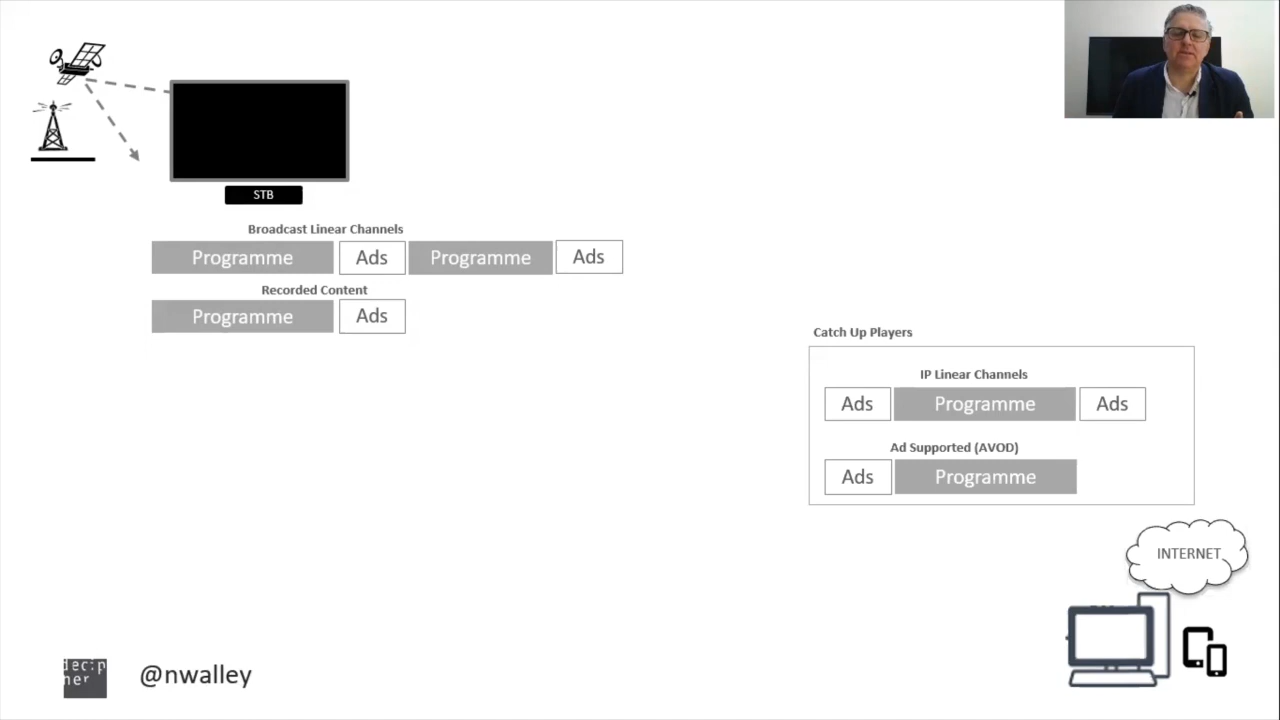 STB
Broadcast Linear Channels
Programme Ads Programme Ads
Recorded Content
Programme Ads
Catch Up Players
IP Linear Channels
Ads Programme Ads
Ad Supported (AVOD)
Ads Programme
INTERNET
decip
her
@nwalley